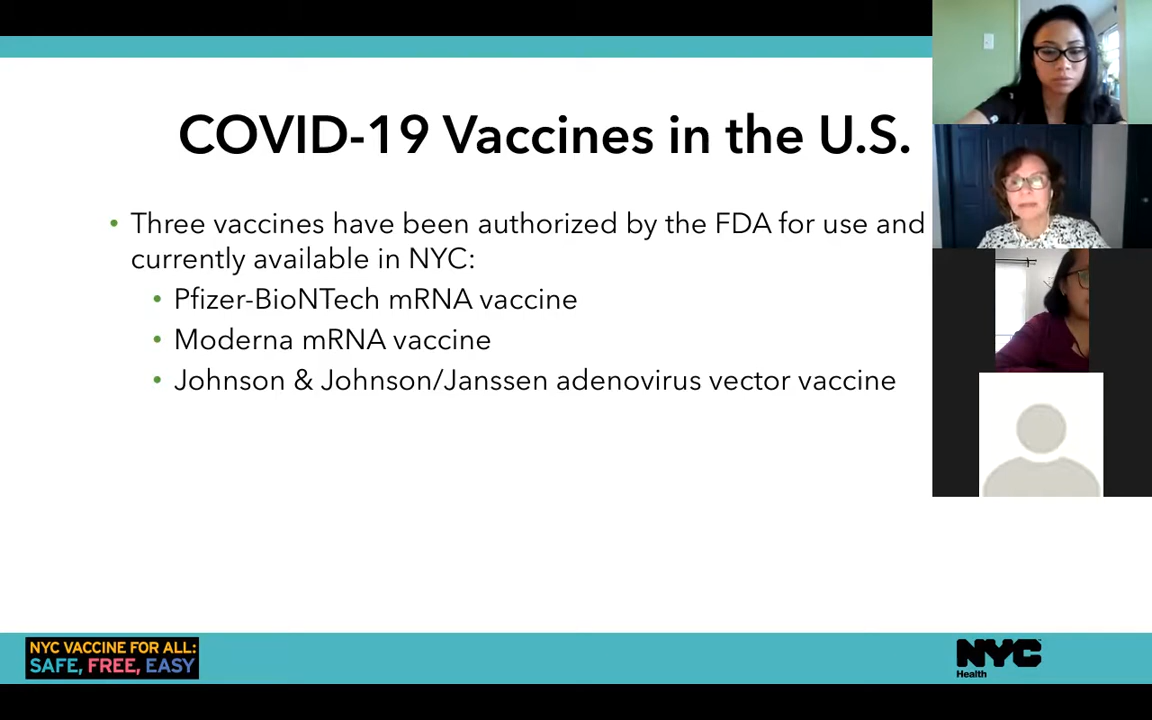 COVID-19 Vaccines in the U.S.
• Three vaccines have been authorized by the FDA for use and
currently available in NYC:
• Pfizer-BioNTech mRNA vaccine
• Moderna mRNA vaccine
• Johnson & Johnson/Janssen adenovirus vector vaccine
NYC VACCINE FOR ALL:
SAFE, FREE, EASY
NYC
Health